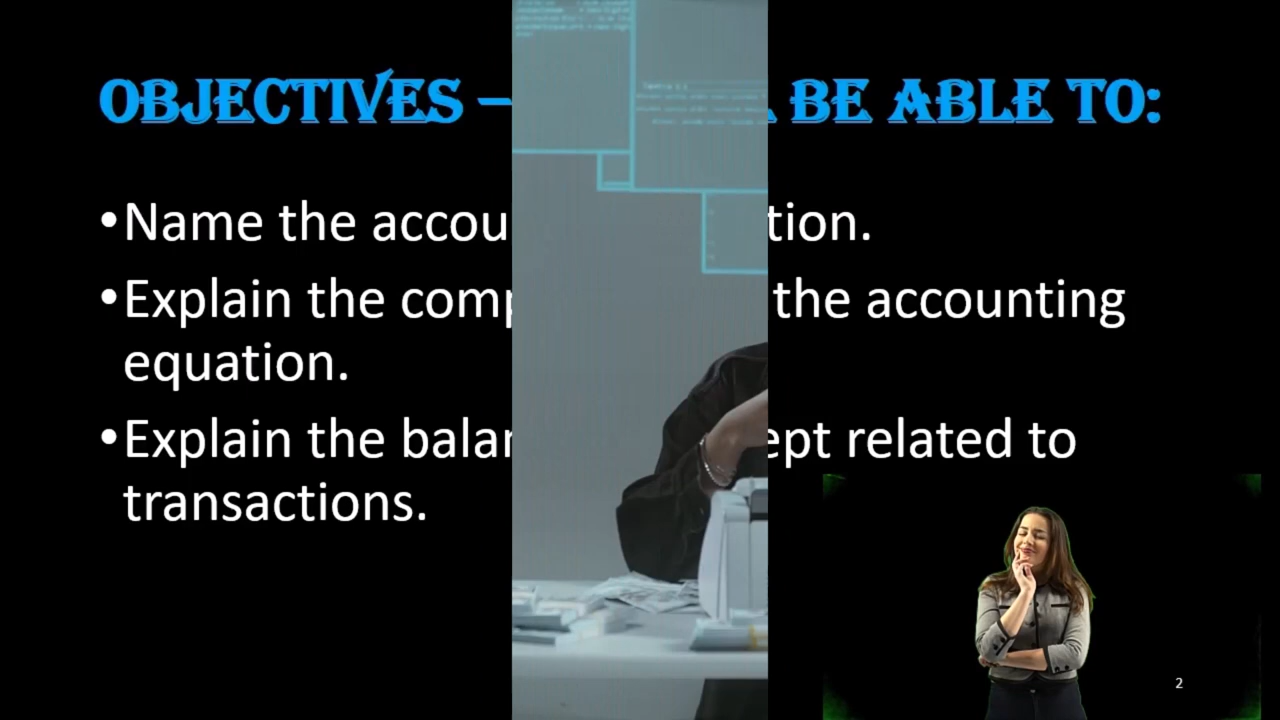 OBJECTIVES – BE ABLE TO:
•Name the accou tion.
•Explain the comp the accounting
equation.
•Explain the balan ept related to
transactions.
2